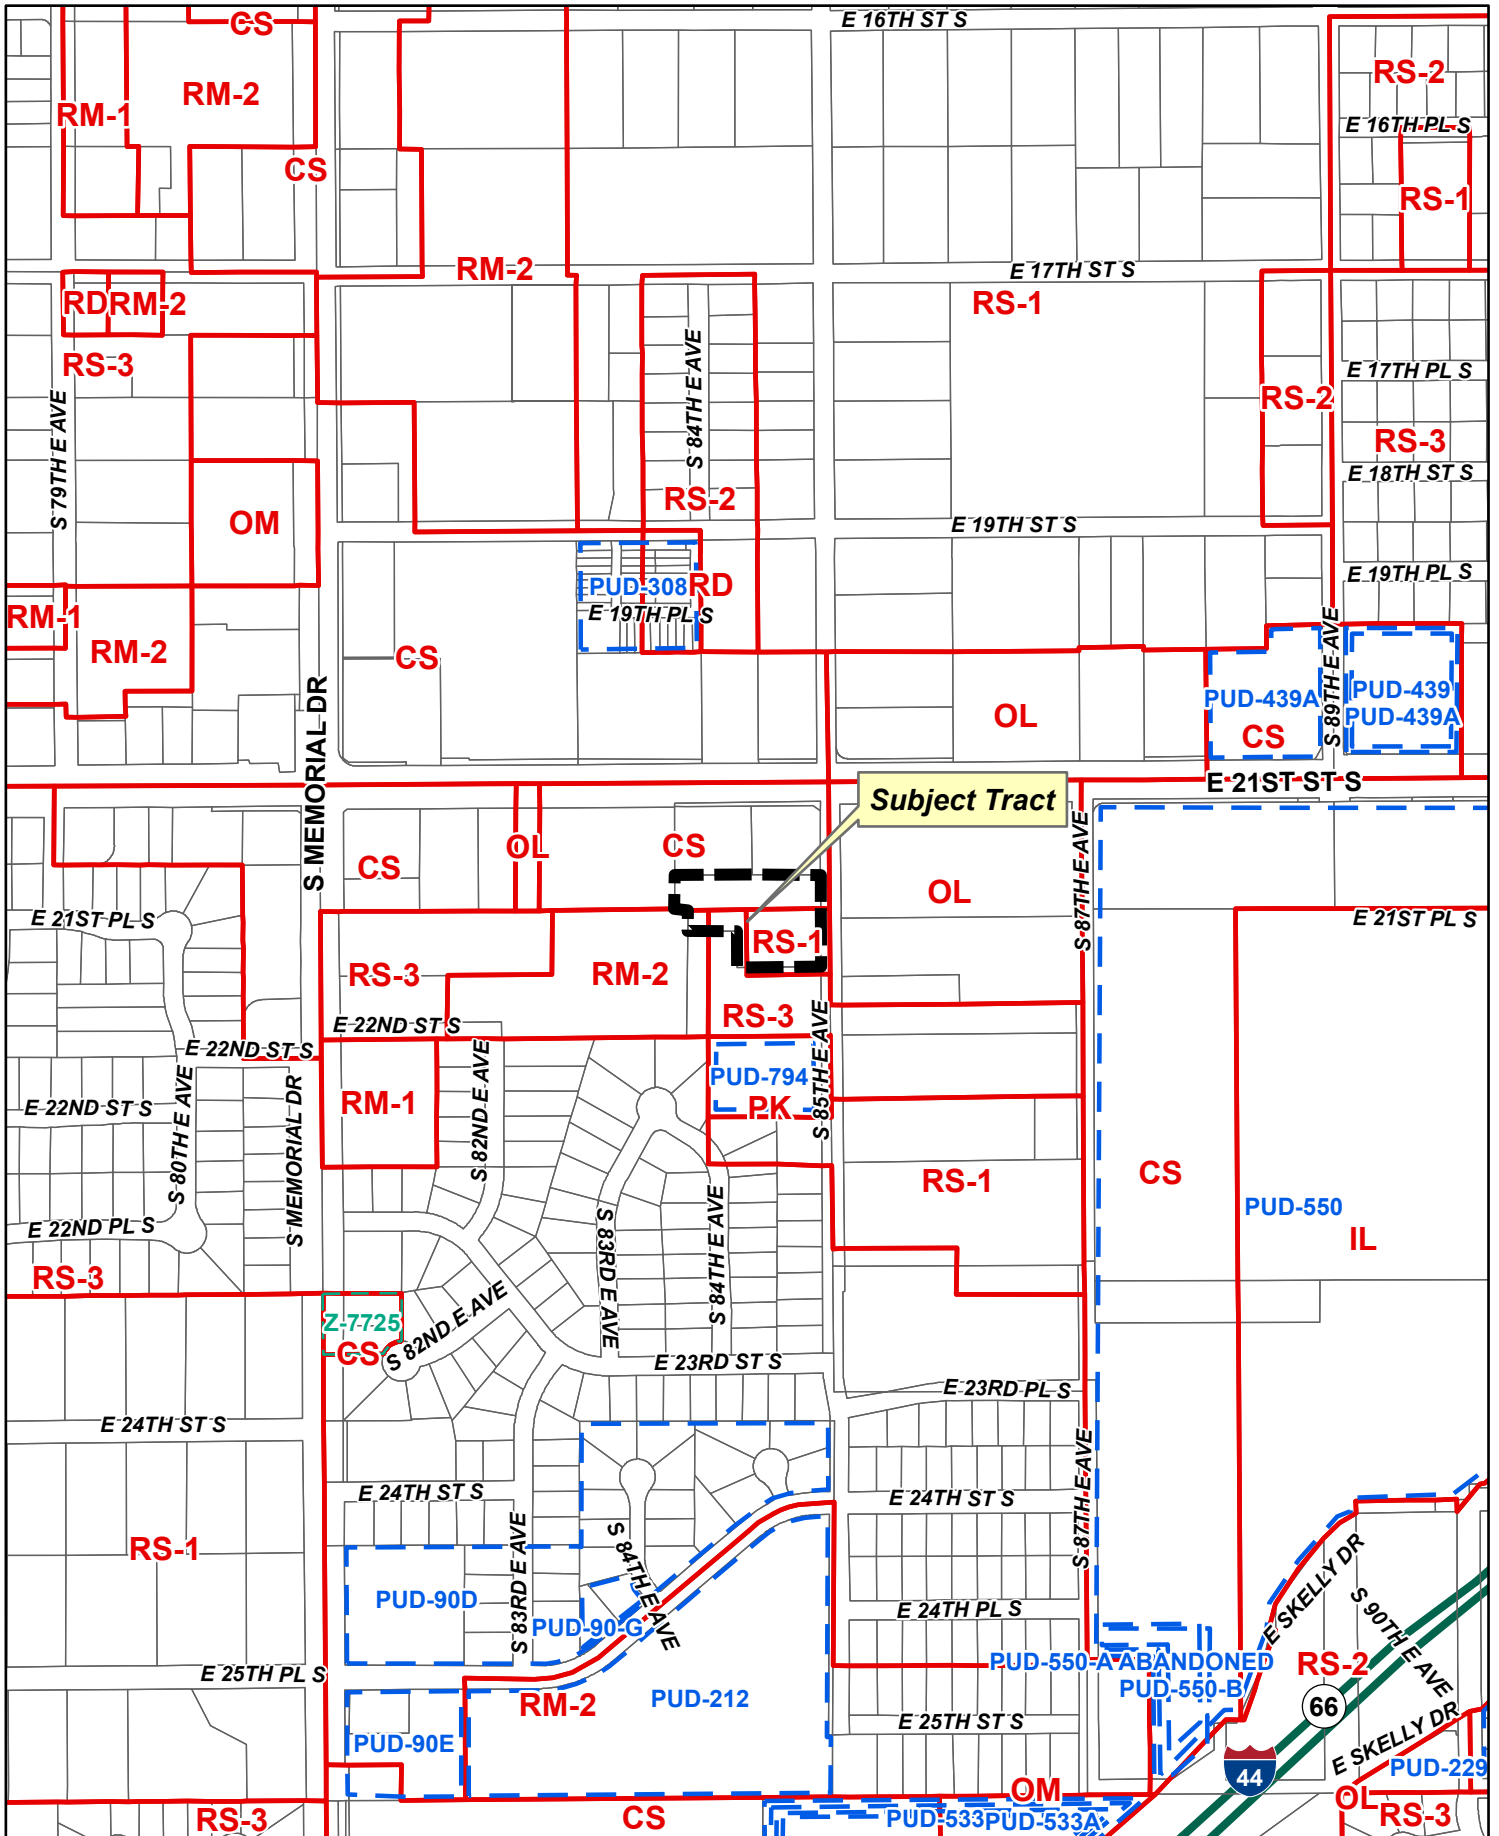 E 16TH ST S
CS
RS-2
RM-2
RM-1
E 16TH PL S
CS
RS-1
RM-2
E 17TH ST S
RD
RM-2
RS-1
RS-3
S 84TH E AVE
E 17TH PL S
RS-2
S 79TH E AVE
RS-3
E 18TH ST S
RS-2
OM
E 19TH ST S
PUD-308
RD
E 19TH PL S
E 19TH PL S
RM-1
RM-2
CS
S 89TH E AVE
PUD-439A
PUD-439
PUD-439A
OL
CS
S MEMORIAL DR
E 21ST ST S
Subject Tract
CS
OL
CS
S 87TH E AVE
OL
E 21ST PL S
E 21ST PL S
RS-1
RS-3
RM-2
RS-3
E 22ND ST S
E 22ND ST S
S 85TH E AVE
S 80TH E AVE
S MEMORIAL DR
S 82ND E AVE
PUD-794
RM-1
PK
E 22ND ST S
CS
RS-1
PUD-550
E 22ND PL S
S 83RD E AVE
S 84TH E AVE
IL
RS-3
Z-7725
CS
S 82ND E AVE
E 23RD ST S
E 23RD PL S
E 24TH ST S
S 87TH E AVE
E 24TH ST S
E 24TH ST S
RS-1
S 83RD E AVE
S 84TH E AVE
E SKELLY DR
S 90TH E AVE
PUD-90D
PUD-90-G
E 24TH PL S
PUD-550-A ABANDONED
RS-2
E 25TH PL S
PUD-550-B
RM-2
PUD-212
66
E 25TH ST S
PUD-90E
E SKELLY DR
PUD-229
44
OM
OL
RS-3
RS-3
CS
PUD-533
PUD-533A